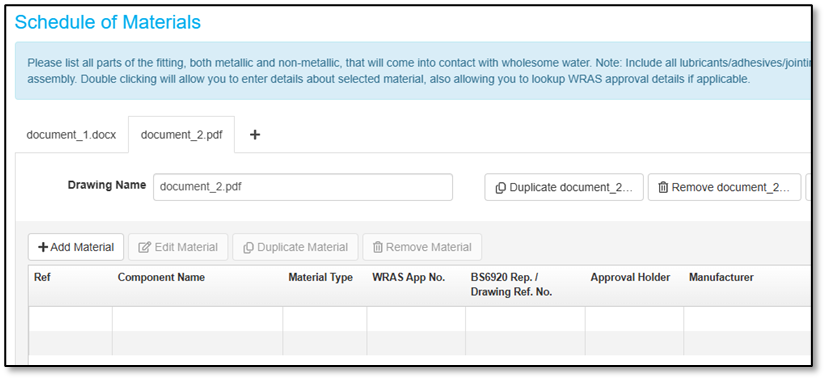 Schedule of Materials
Please list all parts of the fitting, both metallic and non-metallic, that will come into contact with wholesome water. Note: Include all lubricants/adhesives/jointin
assembly. Double clicking will allow you to enter details about selected material, also allowing you to lookup WRAS approval details if applicable.
document_1.docx document_2.pdf +
Drawing Name document_2.pdf Duplicate document_2... Remove document_2...
+ Add Material Edit Material Duplicate Material Remove Material
Ref Component Name Material Type WRAS App No. BS6920 Rep. / Approval Holder Manufacturer
Drawing Ref. No.